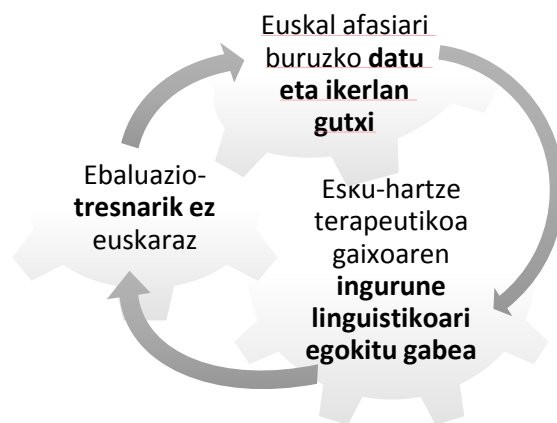 Euskal afasiari
buruzko datu
eta ikerlan
gutxi
Esku-hartze
terapeutikoa
gaixoaren
ingurune
linguistikoari
egokitu gabea
Ebaluazio-
tresnarik ez
euskaraz